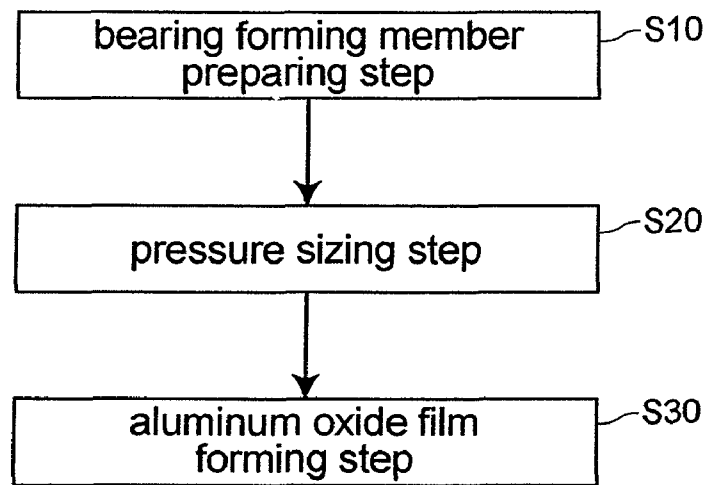 bearing forming member
preparing step
S10
pressure sizing step
S20
aluminum oxide film
forming step
S30